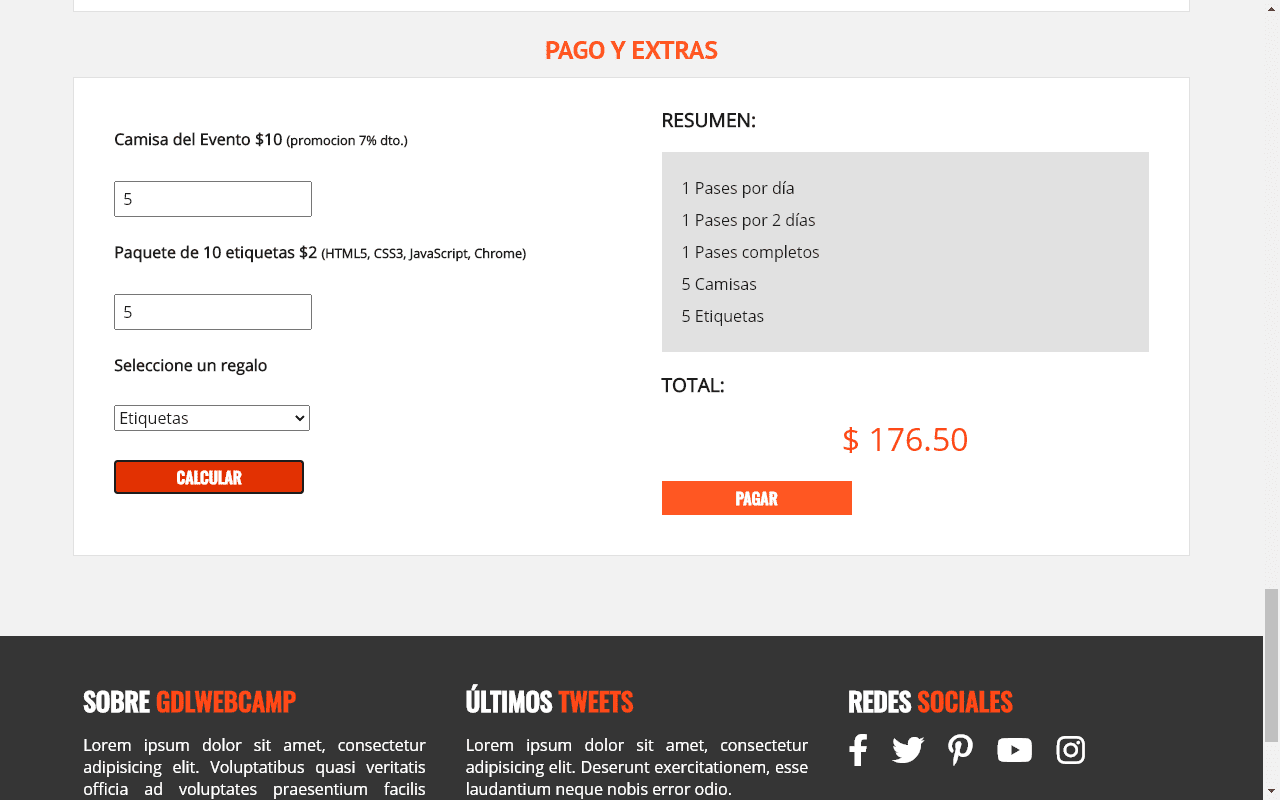 PAGO Y EXTRAS
Camisa del Evento $10 (promocion 7% dto.)
5
Paquete de 10 etiquetas $2 (HTML5, CSS3, JavaScript, Chrome)
5
Seleccione un regalo
Etiquetas
CALCULAR
RESUMEN:
1 Pases por día
1 Pases por 2 días
1 Pases completos
5 Camisas
5 Etiquetas
TOTAL:
$ 176.50
PAGAR
SOBRE GDLWEBCAMP
Lorem ipsum dolor sit amet, consectetur
adipisicing elit. Voluptatibus quasi veritatis
officia ad voluptates praesentium facilis
ÚLTIMOS TWEETS
Lorem ipsum dolor sit amet, consectetur
adipisicing elit. Deserunt exercitationem, esse
laudantium neque nobis error odio.
REDES SOCIALES